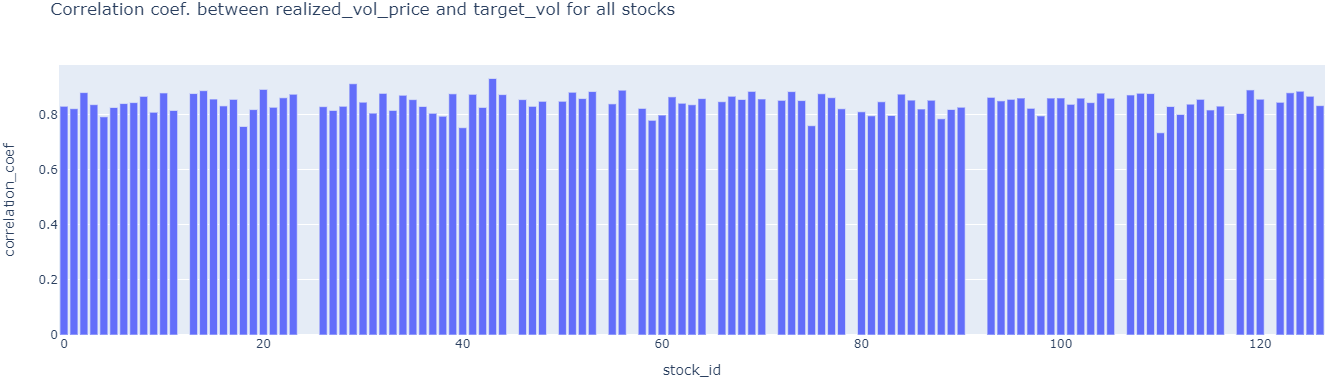 Correlation coef. between realized_vol_price and target_vol for all stocks
correlation_coef
0.8
0.6
0.4
0.2
0
0 20 40 60 80 100 120
stock_id